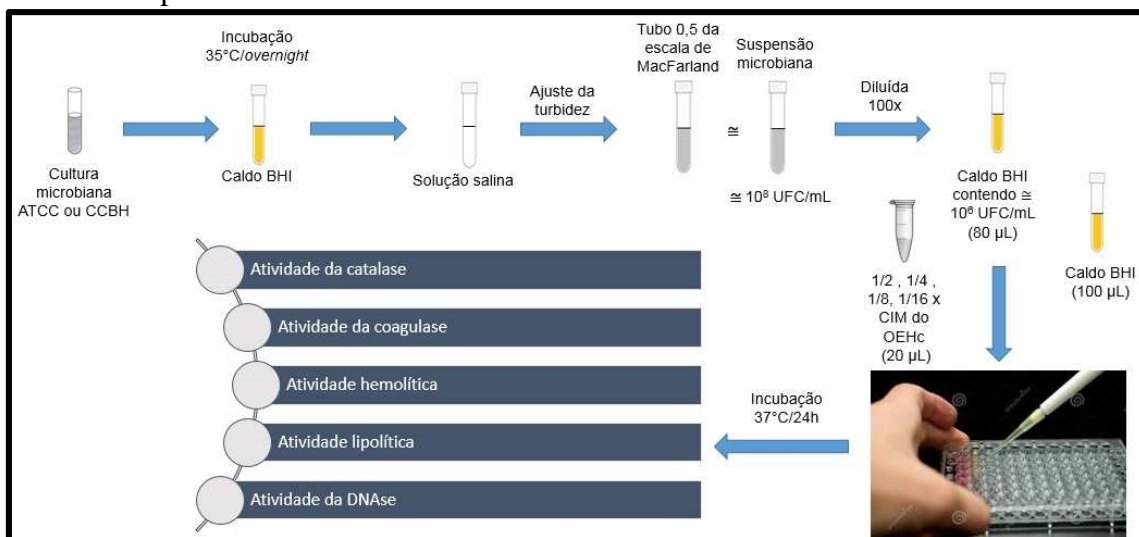 Incubação
35°C/overnight
Tubo 0,5 da
escala de
MacFarland
Suspensão
microbiana
Ajuste da
turbidez
Diluída
100x
≅
Cultura
microbiana
ATCC ou CCBH
Caldo BHI
Solução salina
≅ 10⁸ UFC/mL
Caldo BHI
contendo ≅
10⁶ UFC/mL
(80 µL)
Caldo BHI
(100 µL)
1/2 , 1/4 ,
1/8, 1/16 x
CIM do
OEHc
(20 µL)
Atividade da catalase
Atividade da coagulase
Atividade hemolítica
Atividade lipolítica
Atividade da DNAse
Incubação
37°C/24h